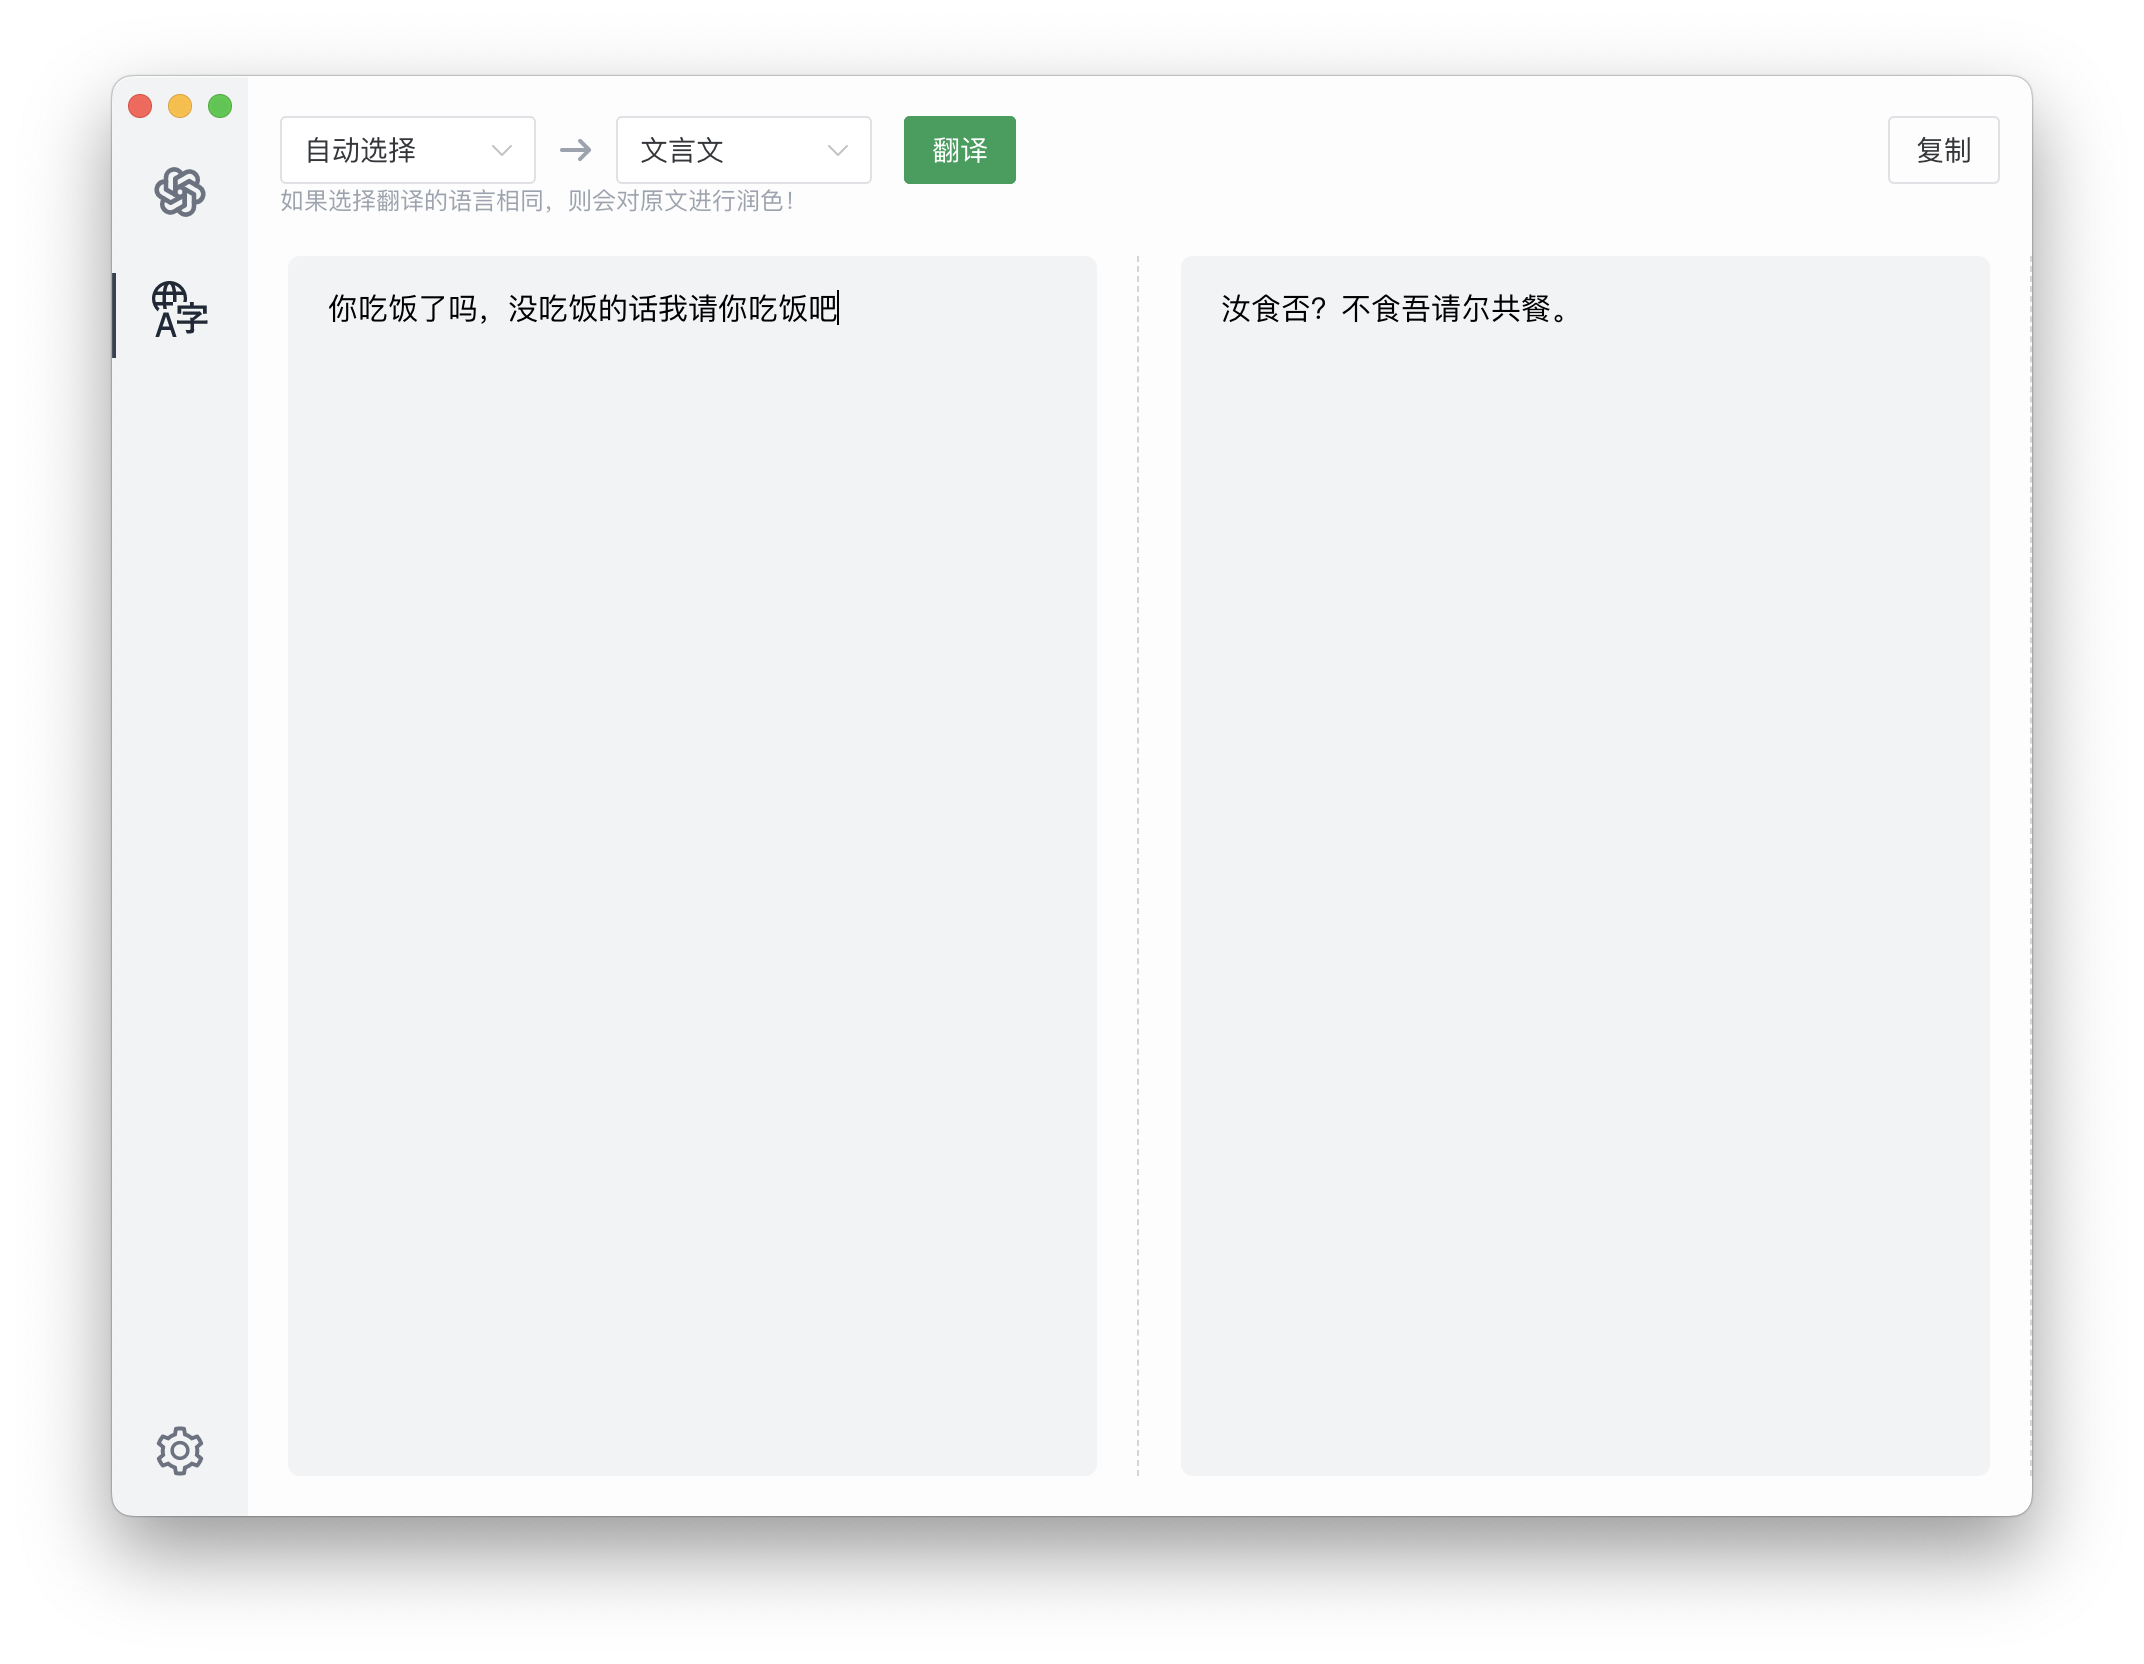 自动选择
文言文
翻译
复制
如果选择翻译的语言相同，则会对原文进行润色！
A字
你吃饭了吗，没吃饭的话我请你吃饭吧
汝食否？不食吾请尔共餐。